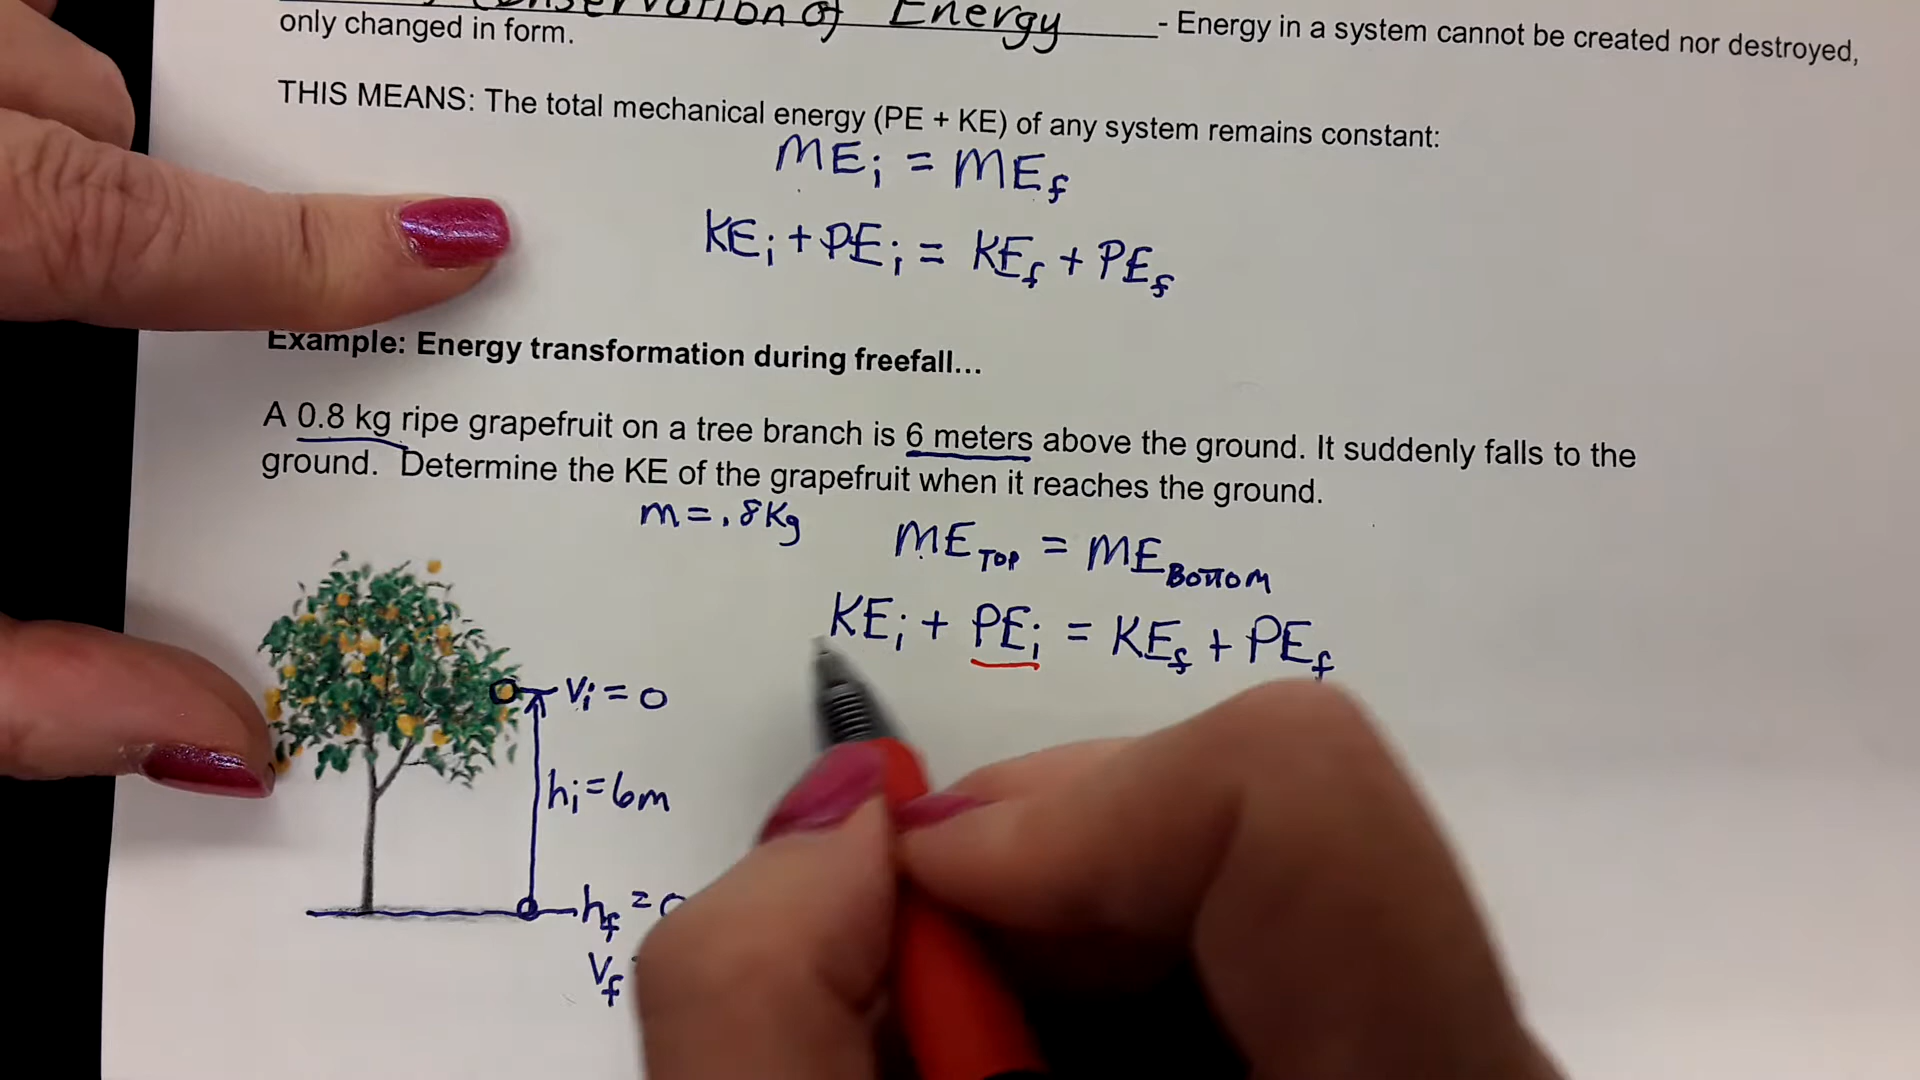 Conservation of Energy - Energy in a system cannot be created nor destroyed,
only changed in form.
THIS MEANS: The total mechanical energy (PE + KE) of any system remains constant:
MEi = MEf
KEi + PEi = KEf + PEf
Example: Energy transformation during freefall...
A 0.8 kg ripe grapefruit on a tree branch is 6 meters above the ground. It suddenly falls to the
ground. Determine the KE of the grapefruit when it reaches the ground.
m = .8Kg
METOP = MEBOTTOM
KEi + PEi = KEf + PEf
Vi = 0
hi = 6m
hf = 0
Vf